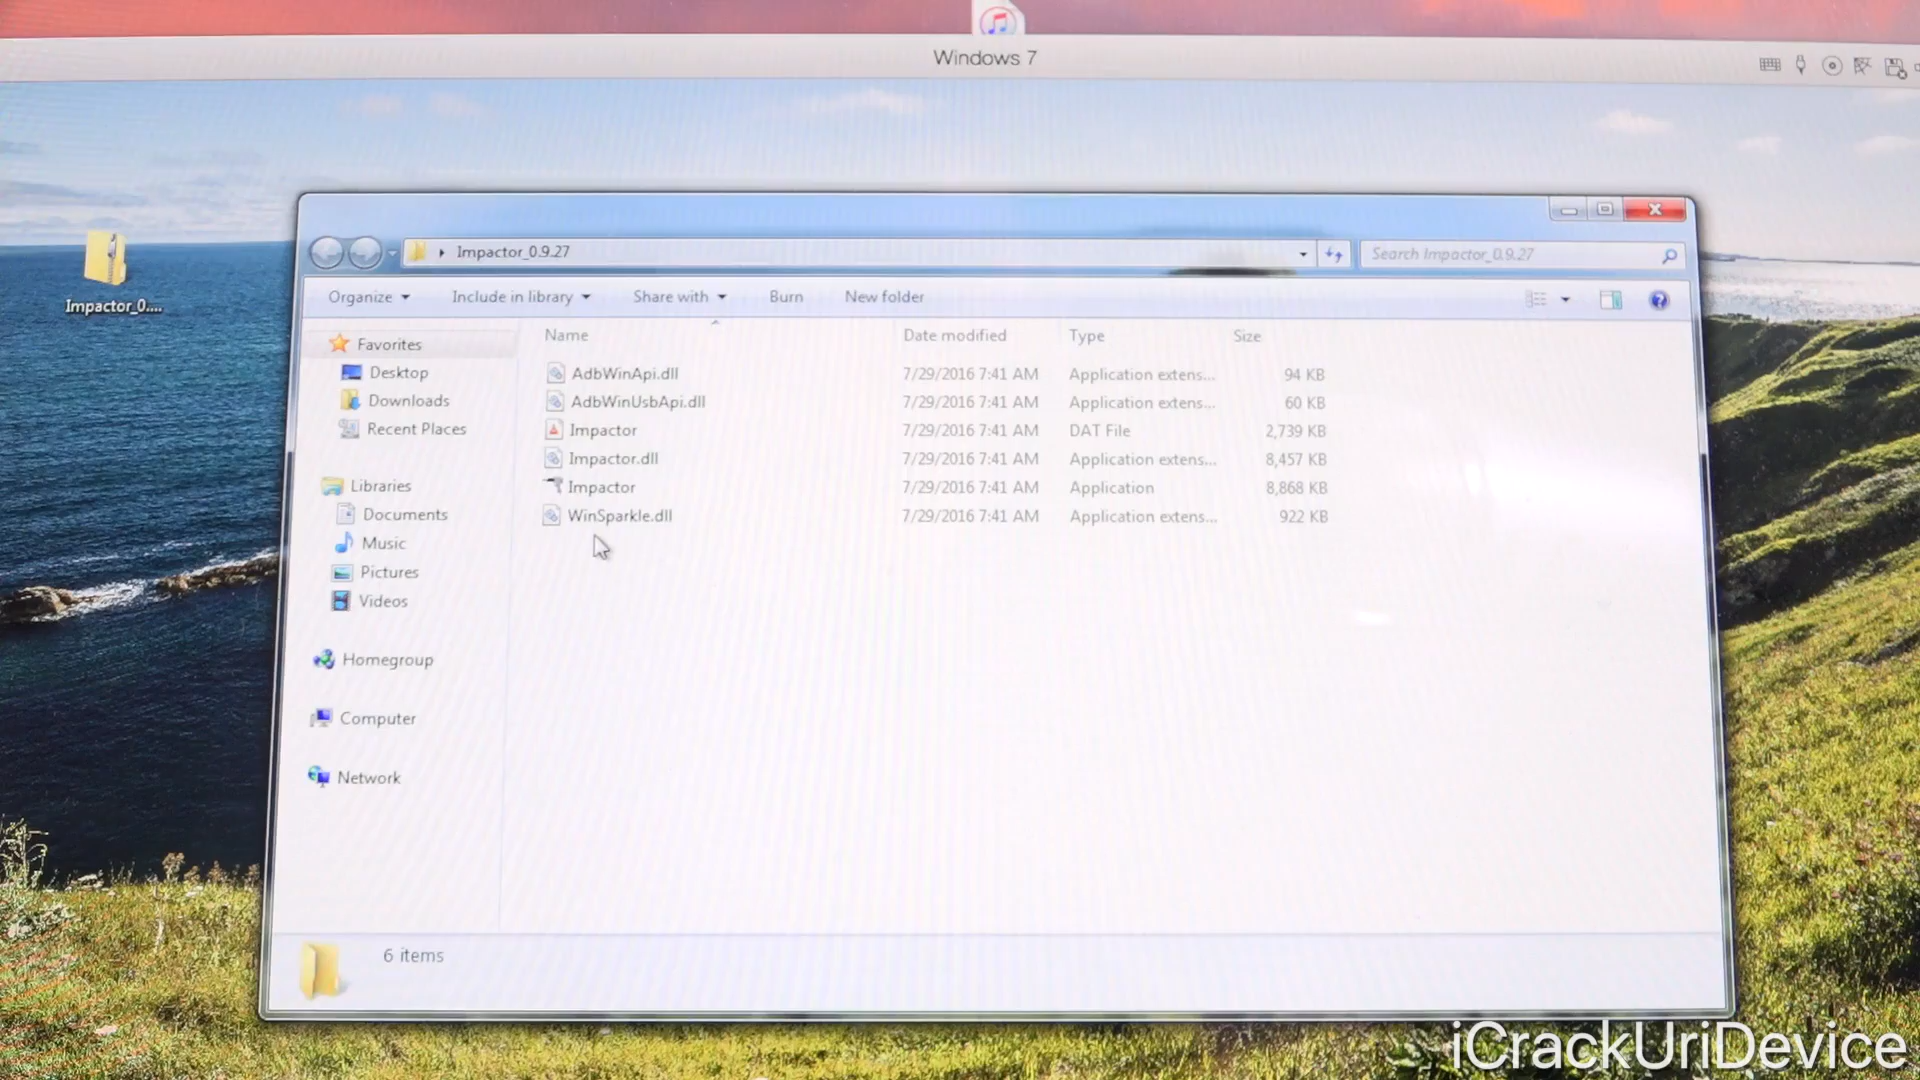 Windows 7
Impactor_0....
Impactor_0.9.27
Search Impactor_0.9.27
Organize Include in library Share with Burn New folder
Name Date modified Type Size
Favorites
Desktop
Downloads
Recent Places
Libraries
Documents
Music
Pictures
Videos
Homegroup
Computer
Network
AdbWinApi.dll 7/29/2016 7:41 AM Application extens... 94 KB
AdbWinUsbApi.dll 7/29/2016 7:41 AM Application extens... 60 KB
Impactor 7/29/2016 7:41 AM DAT File 2,739 KB
Impactor.dll 7/29/2016 7:41 AM Application extens... 8,457 KB
Impactor 7/29/2016 7:41 AM Application 8,868 KB
WinSparkle.dll 7/29/2016 7:41 AM Application extens... 922 KB
6 items
iCrackUriDevice